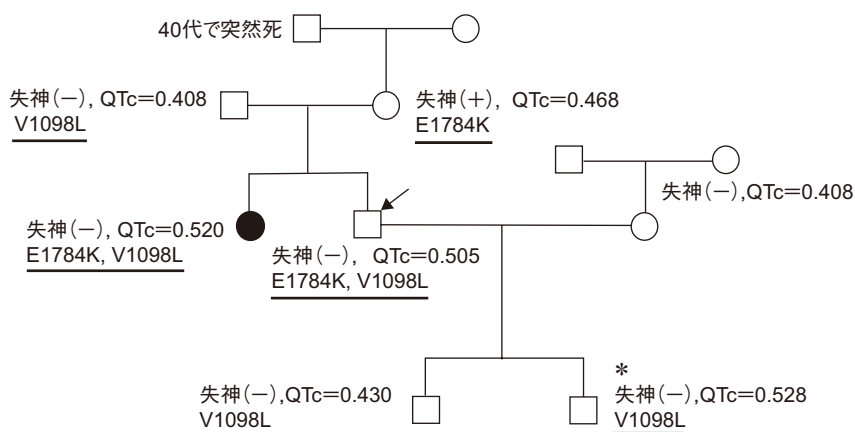 40代で突然死
失神(－), QTc=0.408
V1098L
失神(＋), QTc=0.468
E1784K
失神(－),QTc=0.408
失神(－), QTc=0.520
E1784K, V1098L
失神(－), QTc=0.505
E1784K, V1098L
失神(－),QTc=0.430
V1098L
*
失神(－),QTc=0.528
V1098L